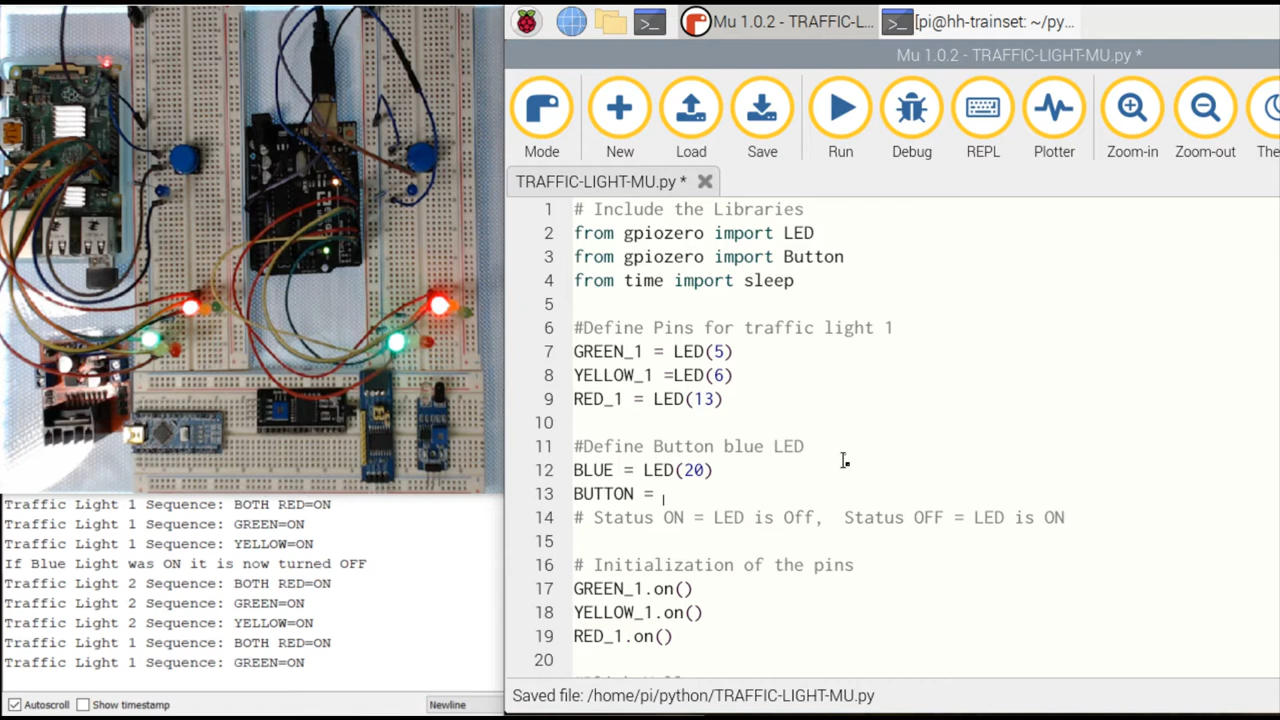 Mu 1.0.2 - TRAFFIC-L...
[pi@hh-trainset: ~/py...
Mu 1.0.2 - TRAFFIC-LIGHT-MU.py *
Mode
New
Load
Save
Run
Debug
REPL
Plotter
Zoom-in
Zoom-out
The
TRAFFIC-LIGHT-MU.py *
1 # Include the Libraries
2 from gpiozero import LED
3 from gpiozero import Button
4 from time import sleep
5
6 #Define Pins for traffic light 1
7 GREEN_1 = LED(5)
8 YELLOW_1 =LED(6)
9 RED_1 = LED(13)
10
11 #Define Button blue LED
12 BLUE = LED(20)
13 BUTTON =
14 # Status ON = LED is Off,  Status OFF = LED is ON
15
16 # Initialization of the pins
17 GREEN_1.on()
18 YELLOW_1.on()
19 RED_1.on()
20
Saved file: /home/pi/python/TRAFFIC-LIGHT-MU.py
Traffic Light 1 Sequence: BOTH RED=ON
Traffic Light 1 Sequence: GREEN=ON
Traffic Light 1 Sequence: YELLOW=ON
If Blue Light was ON it is now turned OFF
Traffic Light 2 Sequence: BOTH RED=ON
Traffic Light 2 Sequence: GREEN=ON
Traffic Light 2 Sequence: YELLOW=ON
Traffic Light 1 Sequence: BOTH RED=ON
Traffic Light 1 Sequence: GREEN=ON
Autoscroll
Show timestamp
Newline